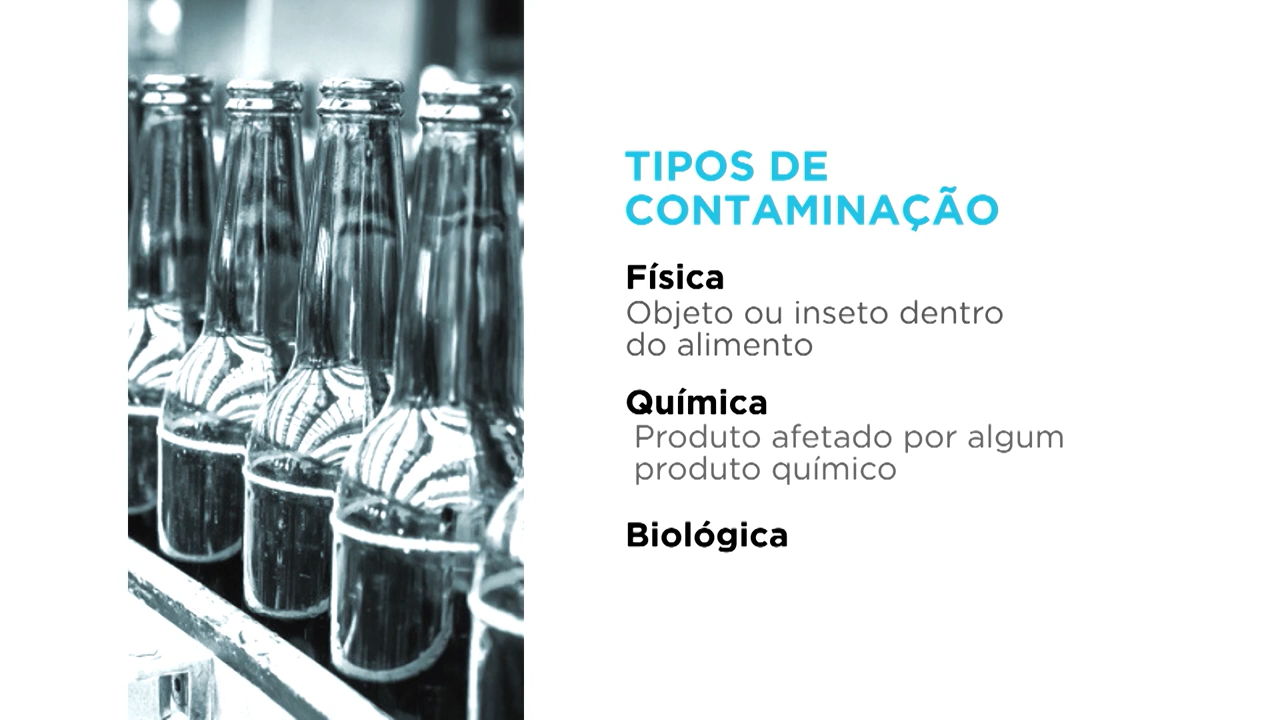 TIPOS DE
CONTAMINAÇÃO
Física
Objeto ou inseto dentro
do alimento
Química
Produto afetado por algum
produto químico
Biológica